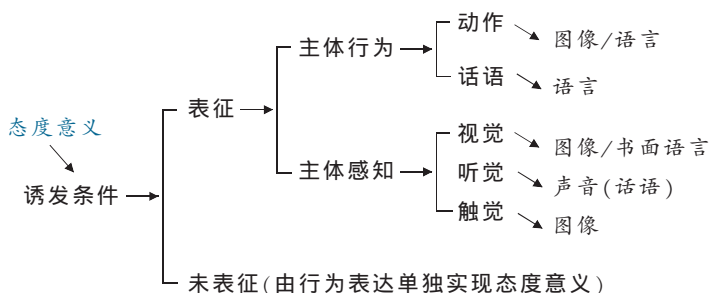 动作
图像/语言
主体行为
话语
语言
表征
态度意义
视觉
图像/书面语言
主体感知
听觉
声音(话语)
诱发条件
触觉
图像
未表征(由行为表达单独实现态度意义)